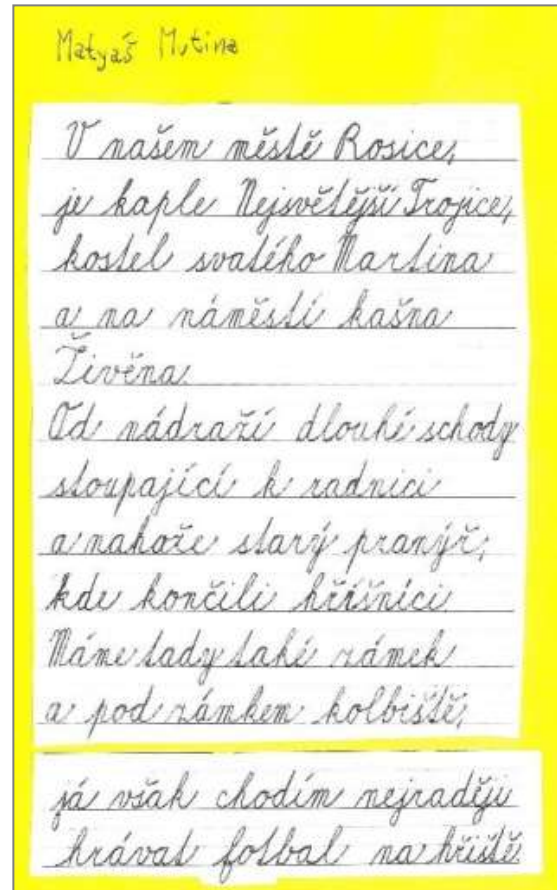 Matyáš Mutina
V našem městě Rosice,
je kaple Nejsvětější Trojice,
kostel svatého Martina
a na náměstí kašna
Živěna.
Od nádraží dlouhé schody
stoupající k radnici
a nahoře starý pranýř,
kde končili hříšníci
Máme tady také zámek
a pod zámkem kolbiště,
já však chodím nejraději
hrávat fotbal na hřiště.